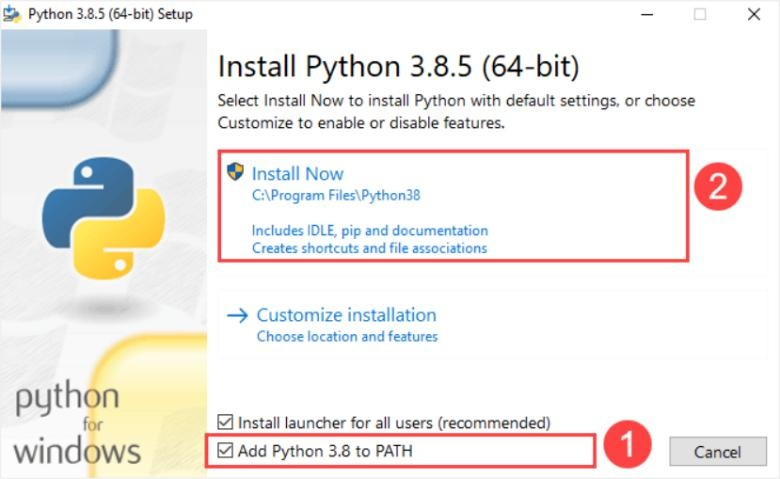 Python 3.8.5 (64-bit) Setup
Install Python 3.8.5 (64-bit)
Select Install Now to install Python with default settings, or choose
Customize to enable or disable features.
Install Now
C:\Program Files\Python38
Includes IDLE, pip and documentation
Creates shortcuts and file associations
2
Customize installation
Choose location and features
python
for
windows
Install launcher for all users (recommended)
Add Python 3.8 to PATH
1
Cancel